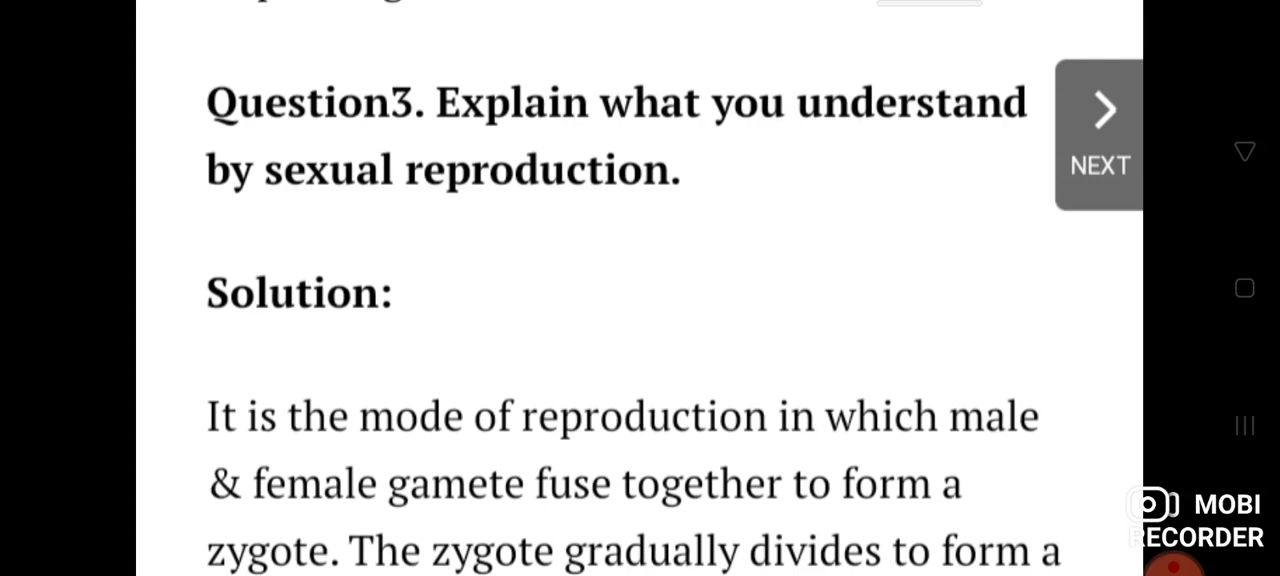 Question3. Explain what you understand
by sexual reproduction.
NEXT
Solution:
It is the mode of reproduction in which male
& female gamete fuse together to form a
zygote. The zygote gradually divides to form a
MOBI
RECORDER